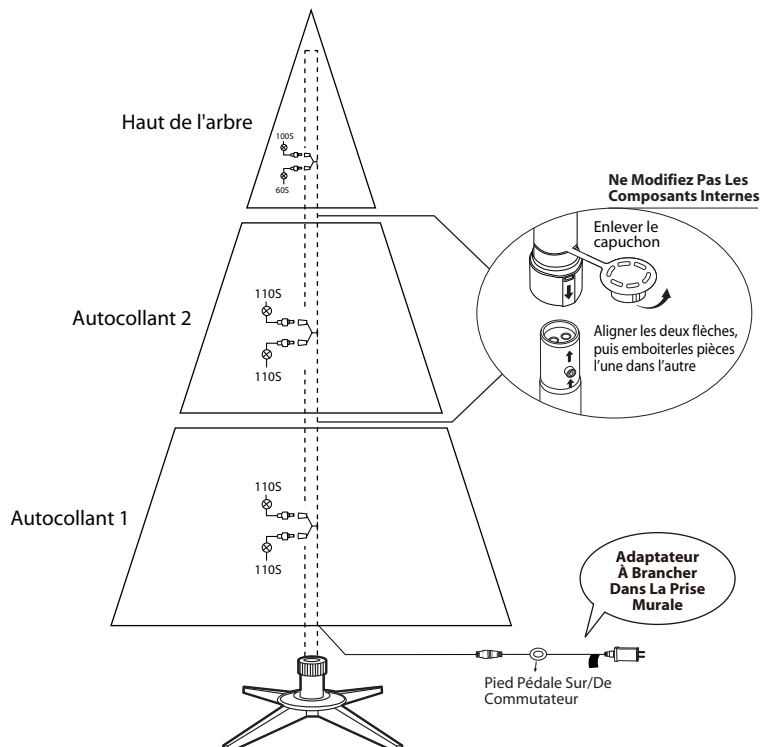 Haut de l'arbre
100S
60S
Ne Modifiez Pas Les
Composants Internes
Enlever le
capuchon
Aligner les deux flèches,
puis emboiterles pièces
l'une dans l'autre
Autocollant 2
110S
110S
Autocollant 1
110S
110S
Adaptateur
À Brancher
Dans La Prise
Murale
Pied Pédale Sur/De
Commutateur